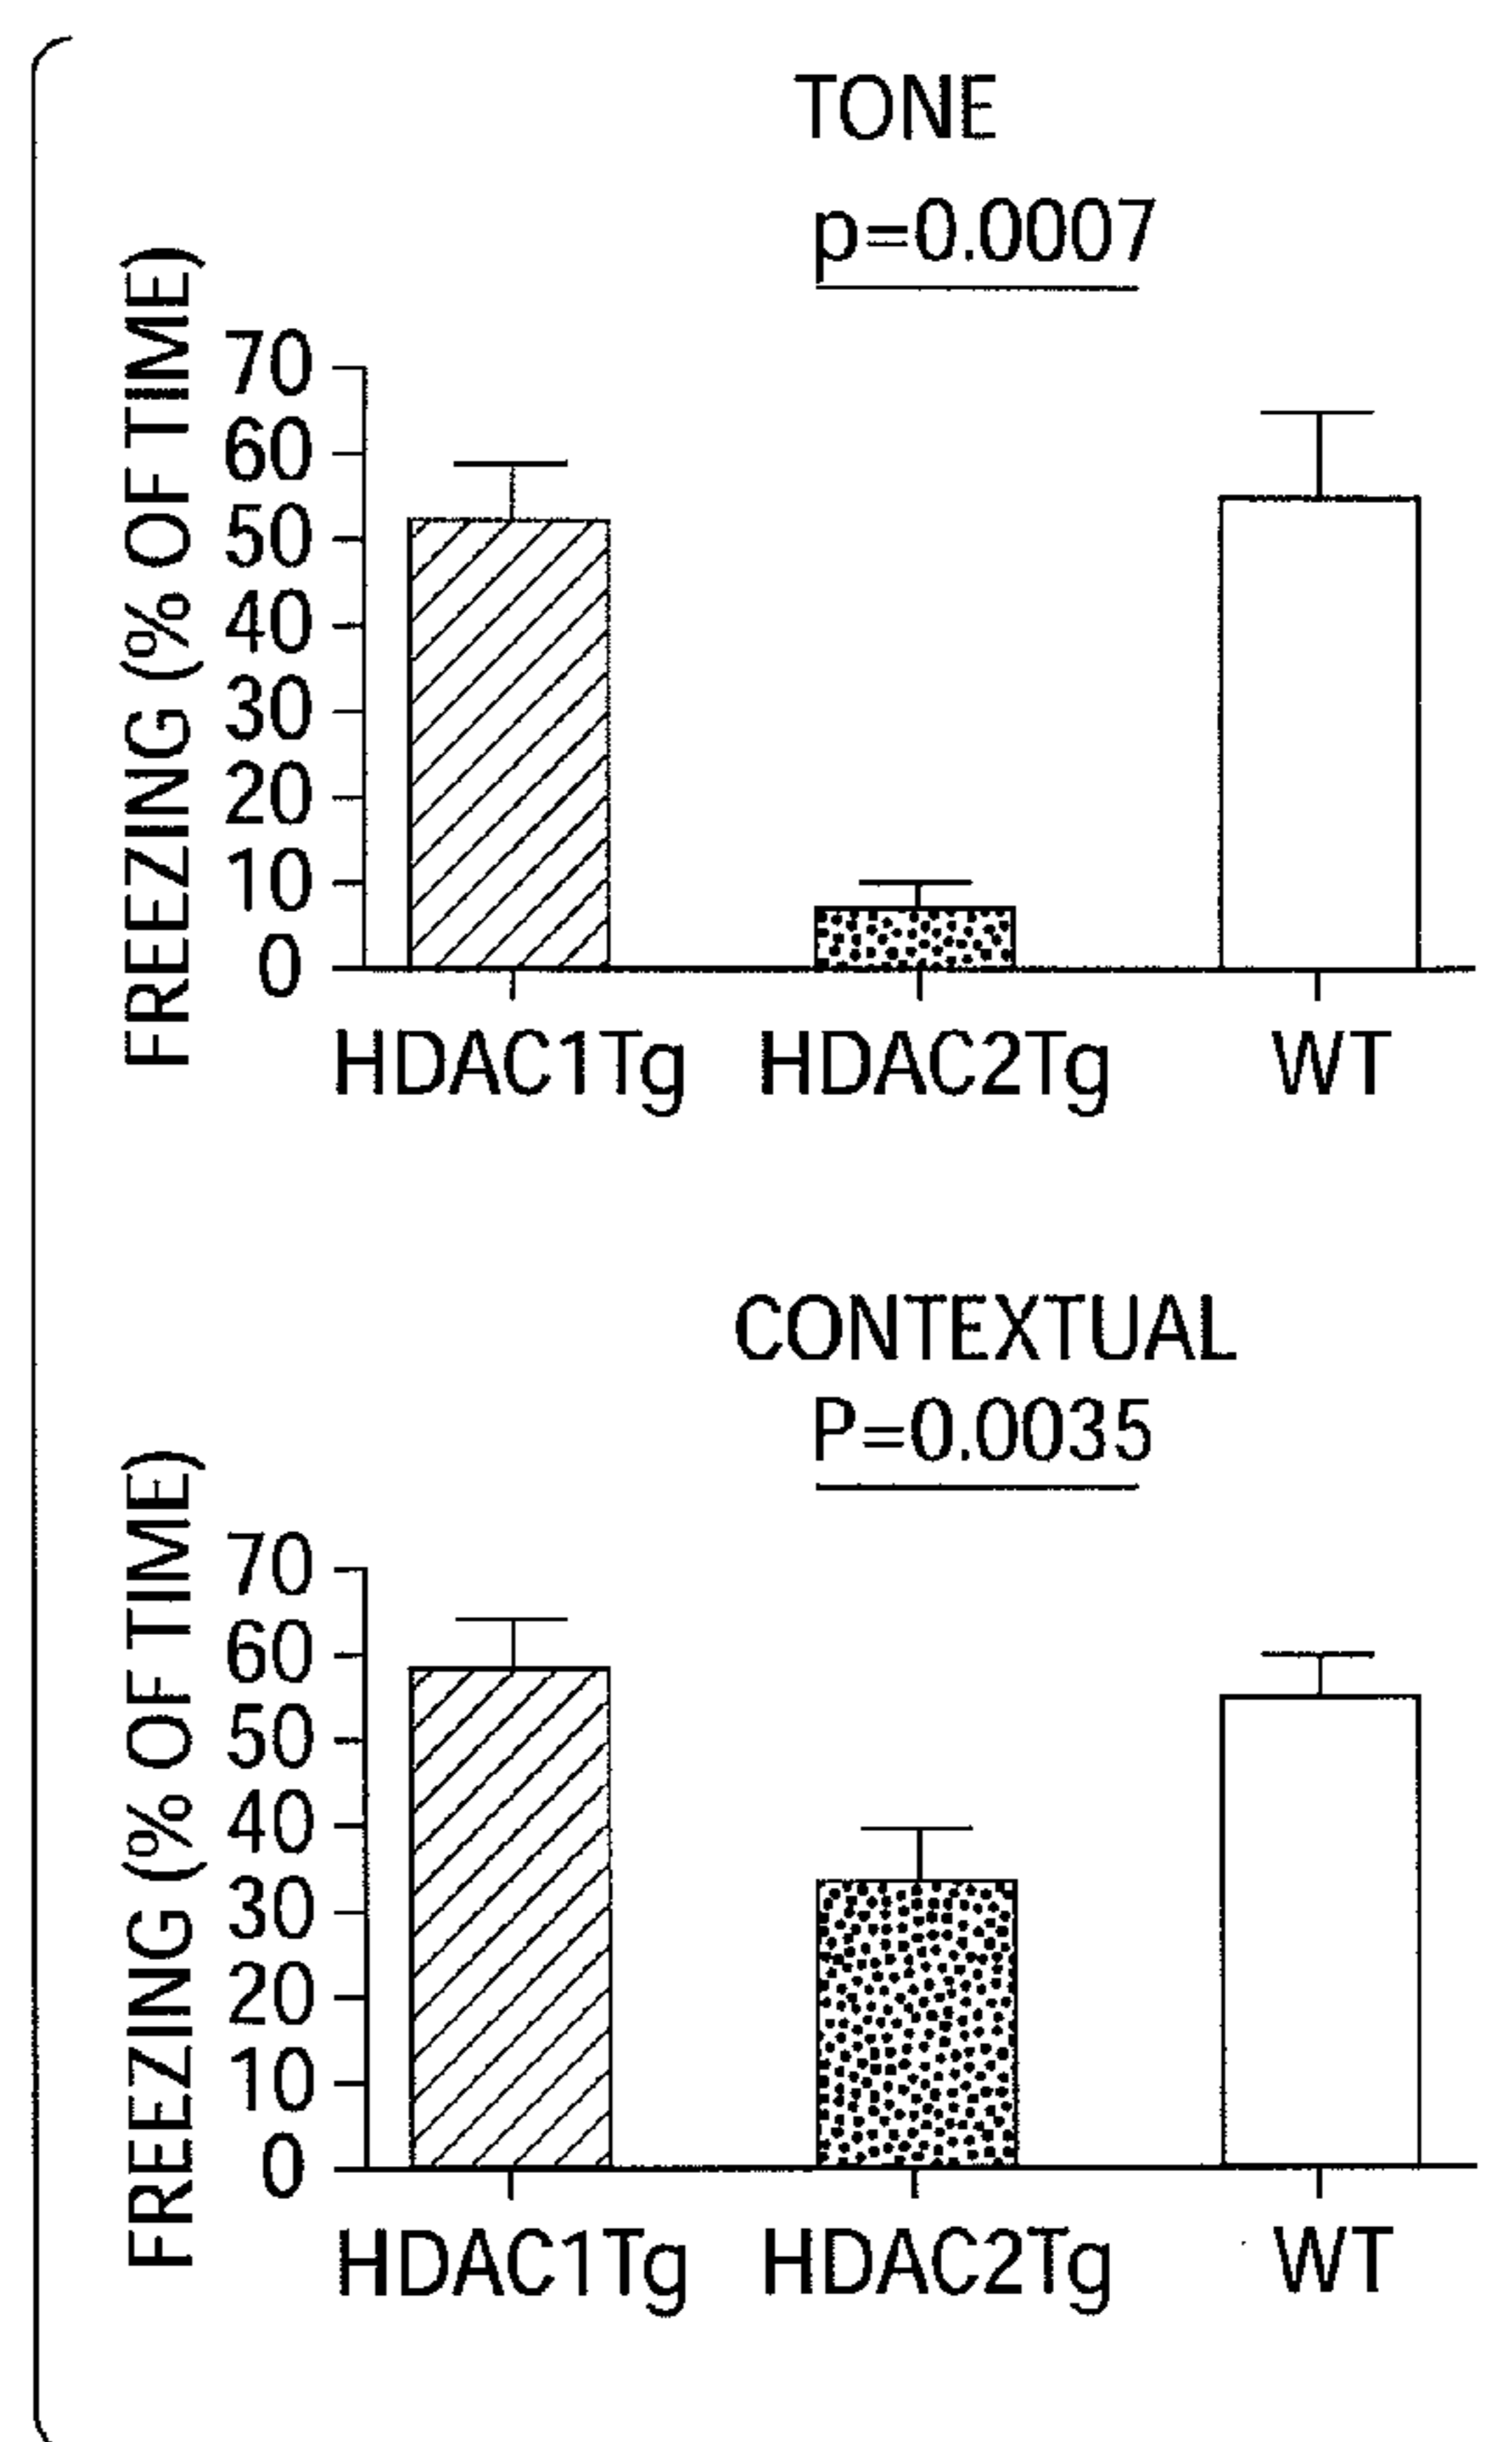 TONE
p=0.0007
FREEZING (% OF TIME)
70
60
50
40
30
20
10
0
HDAC1Tg HDAC2Tg WT
CONTEXTUAL
P=0.0035
FREEZING (% OF TIME)
70
60
50
40
30
20
10
0
HDAC1Tg HDAC2Tg WT